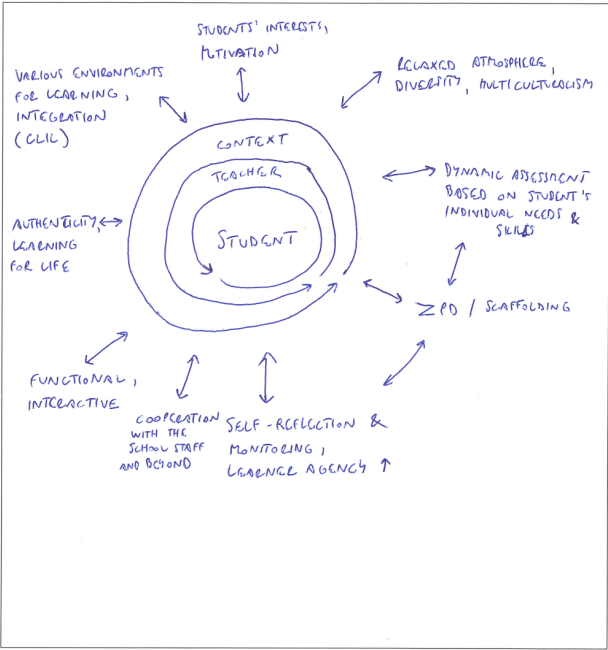 STUDENTS' INTERESTS,
MOTIVATION
RELAXED ATMOSPHERE,
DIVERSITY, MULTICULTURALISM
VARIOUS ENVIRONMENTS
FOR LEARNING,
INTEGRATION
(CLIL)
CONTEXT
TEACHER
STUDENT
DYNAMIC ASSESSMENT
BASED ON STUDENT'S
INDIVIDUAL NEEDS &
SKILLS
AUTHENTICITY,
LEARNING
FOR LIFE
ZPD / SCAFFOLDING
FUNCTIONAL,
INTERACTIVE
COOPERATION
WITH THE
SCHOOL STAFF
AND BEYOND
SELF-REFLECTION &
MONITORING,
LEARNER AGENCY ↑